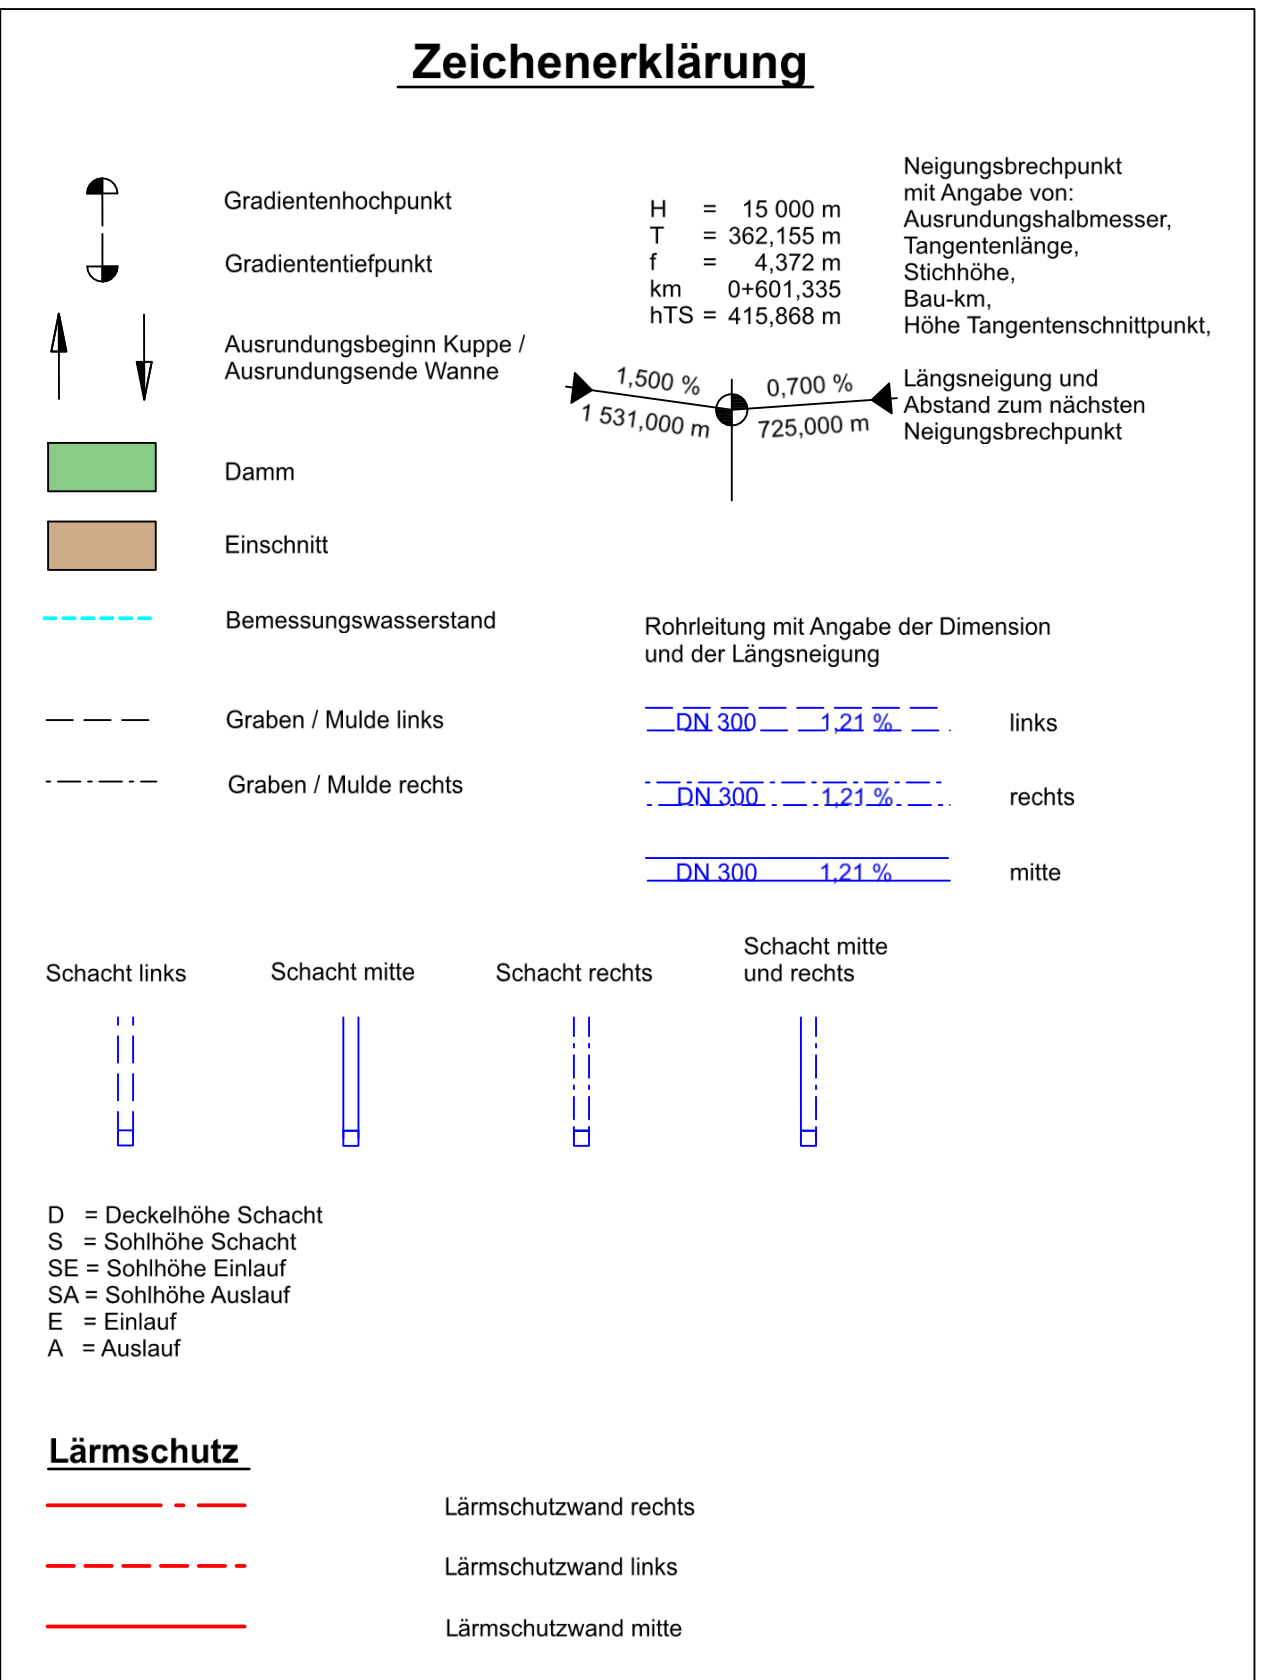 Zeichenerklärung
Gradientenhochpunkt
Gradiententiefpunkt
Ausrundungsbeginn Kuppe /
Ausrundungsende Wanne
Damm
Einschnitt
Bemessungswasserstand
Graben / Mulde links
Graben / Mulde rechts
H = 15 000 m
T = 362,155 m
f = 4,372 m
km 0+601,335
hTS = 415,868 m
Neigungsbrechpunkt
mit Angabe von:
Ausrundungshalbmesser,
Tangentenlänge,
Stichhöhe,
Bau-km,
Höhe Tangentenschnittpunkt,
1,500 % 0,700 %
1 531,000 m 725,000 m
Längsneigung und
Abstand zum nächsten
Neigungsbrechpunkt
Rohrleitung mit Angabe der Dimension
und der Längsneigung
DN 300 1,21 % links
DN 300 1,21 % rechts
DN 300 1,21 % mitte
Schacht links
Schacht mitte
Schacht rechts
Schacht mitte
und rechts
D = Deckelhöhe Schacht
S = Sohlhöhe Schacht
SE = Sohlhöhe Einlauf
SA = Sohlhöhe Auslauf
E = Einlauf
A = Auslauf
Lärmschutz
Lärmschutzwand rechts
Lärmschutzwand links
Lärmschutzwand mitte